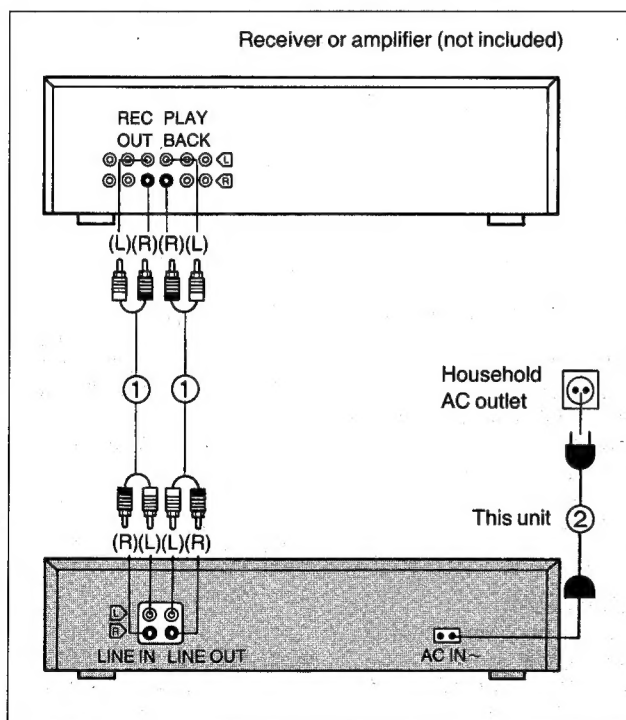 Receiver or amplifier (not included)
REC PLAY
OUT BACK
L
R
(L)(R)(R)(L)
1 1
Household
AC outlet
This unit 2
(R)(L)(L)(R)
L
R
LINE IN LINE OUT
AC IN~